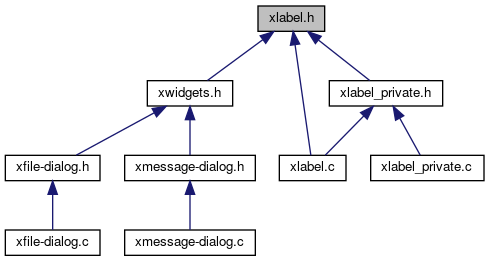 xlabel.h
xwidgets.h
xlabel_private.h
xfile-dialog.h
xmessage-dialog.h
xlabel.c
xlabel_private.c
xfile-dialog.c
xmessage-dialog.c